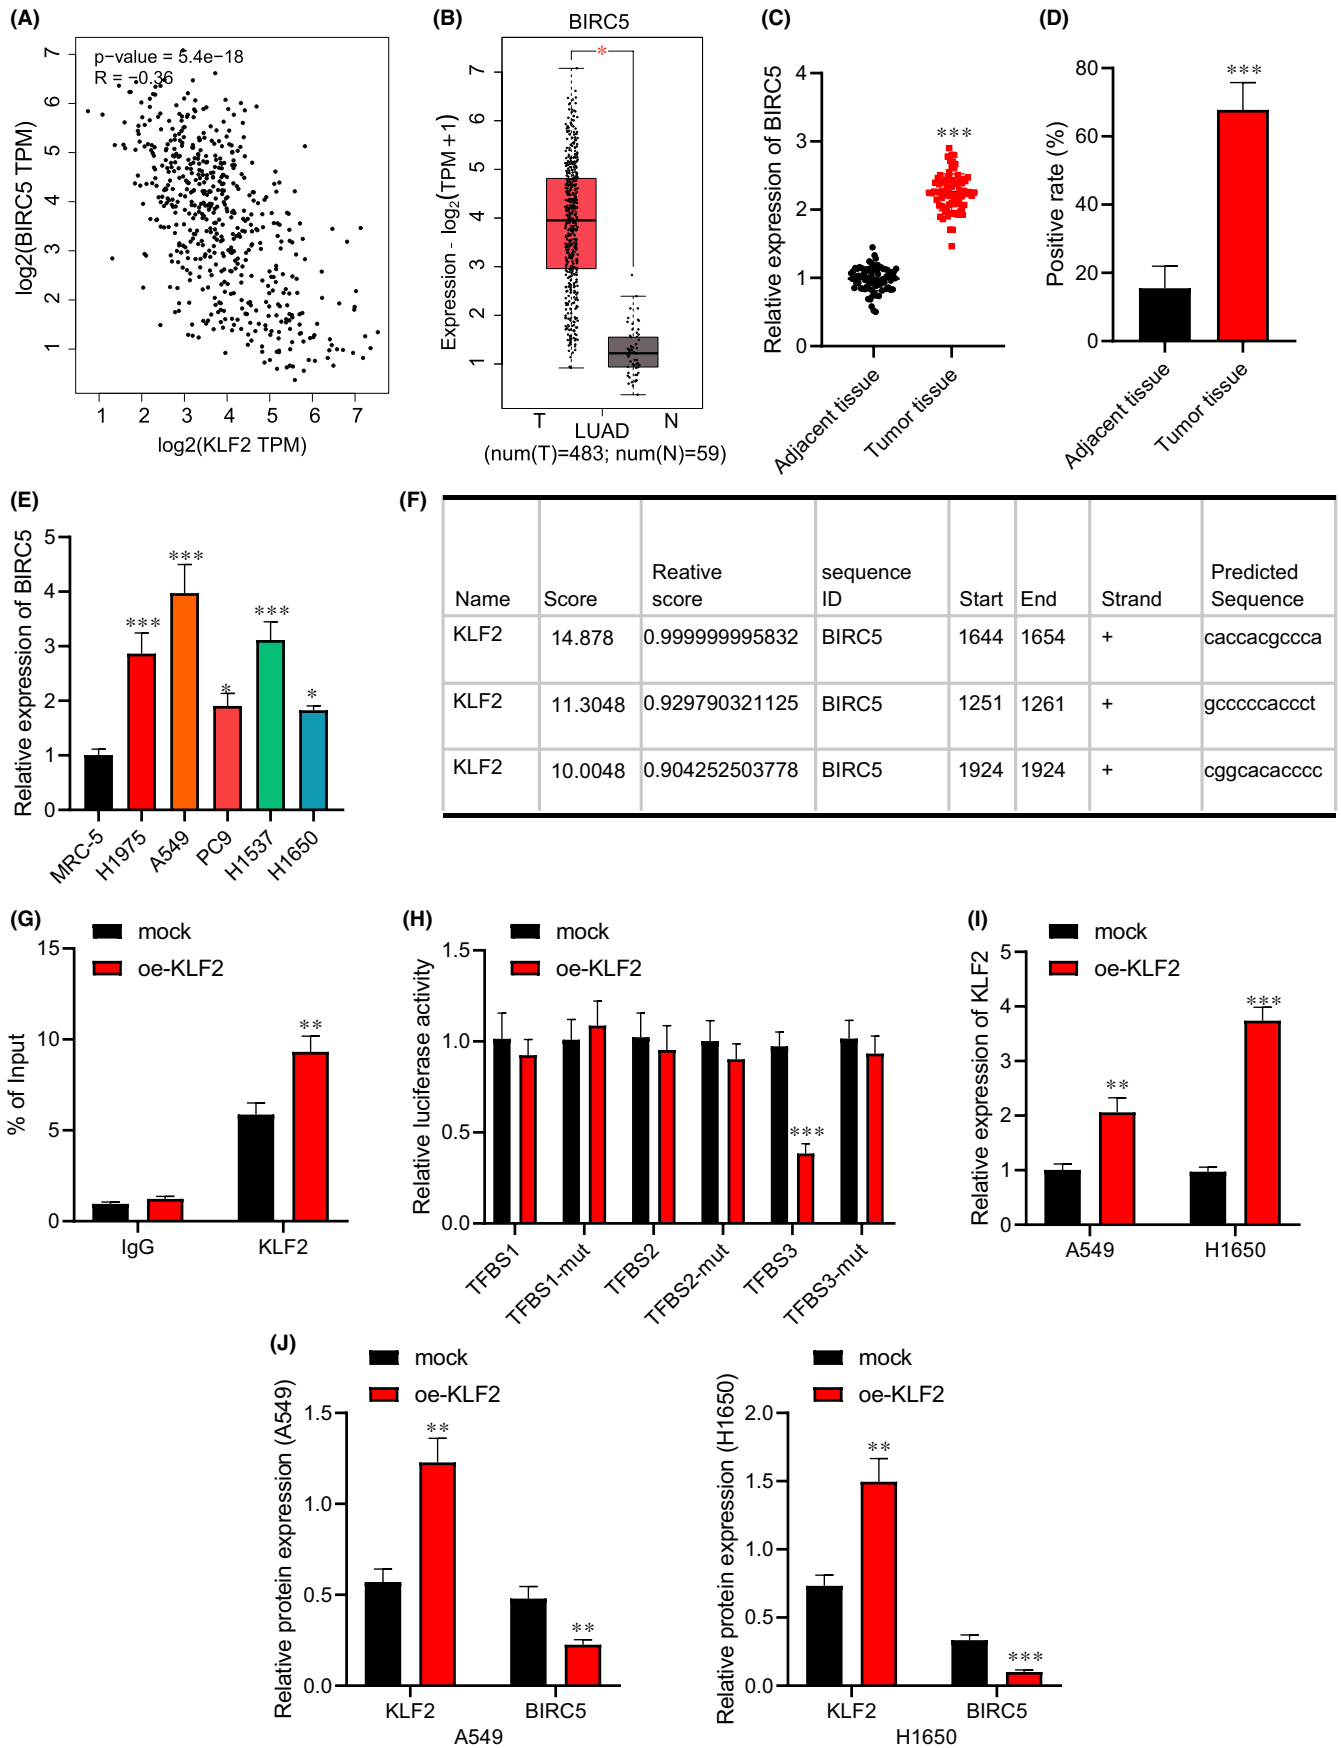 (A)
p−value = 5.4e−18
R = −0.36
log2(BIRC5 TPM)
7
6
5
4
3
2
1
1 2 3 4 5 6 7
log2(KLF2 TPM)
(B)
BIRC5
*
Expression - log2(TPM+1)
7
6
5
4
3
2
1
T N
LUAD
(num(T)=483; num(N)=59)
(C)
Relative expression of BIRC5
4
3
2
1
0
***
Adjacent tissue
Tumor tissue
(D)
Positive rate (%)
80
60
40
20
0
***
Adjacent tissue
Tumor tissue
(E)
Relative expression of BIRC5
5
4
3
2
1
0
*** *** * *** *
MRC-5 H1975 A549 PC9 H1537 H1650
(F)
Name Score Reative score sequence ID Start End Strand Predicted Sequence
KLF2 14.878 0.999999995832 BIRC5 1644 1654 + caccacgccca
KLF2 11.3048 0.929790321125 BIRC5 1251 1261 + gcccccaccct
KLF2 10.0048 0.904252503778 BIRC5 1924 1924 + cggcacacccc
(G)
mock
oe-KLF2
% of Input
15
10
5
0
**
IgG KLF2
(H)
mock
oe-KLF2
Relative luciferase activity
1.5
1.0
0.5
0.0
***
TFBS1 TFBS1-mut TFBS2 TFBS2-mut TFBS3 TFBS3-mut
(I)
mock
oe-KLF2
Relative expression of KLF2
5
4
3
2
1
0
** ***
A549 H1650
(J)
mock
oe-KLF2
Relative protein expression (A549)
1.5
1.0
0.5
0.0
** **
KLF2 BIRC5
A549
mock
oe-KLF2
Relative protein expression (H1650)
2.0
1.5
1.0
0.5
0.0
** ***
KLF2 BIRC5
H1650